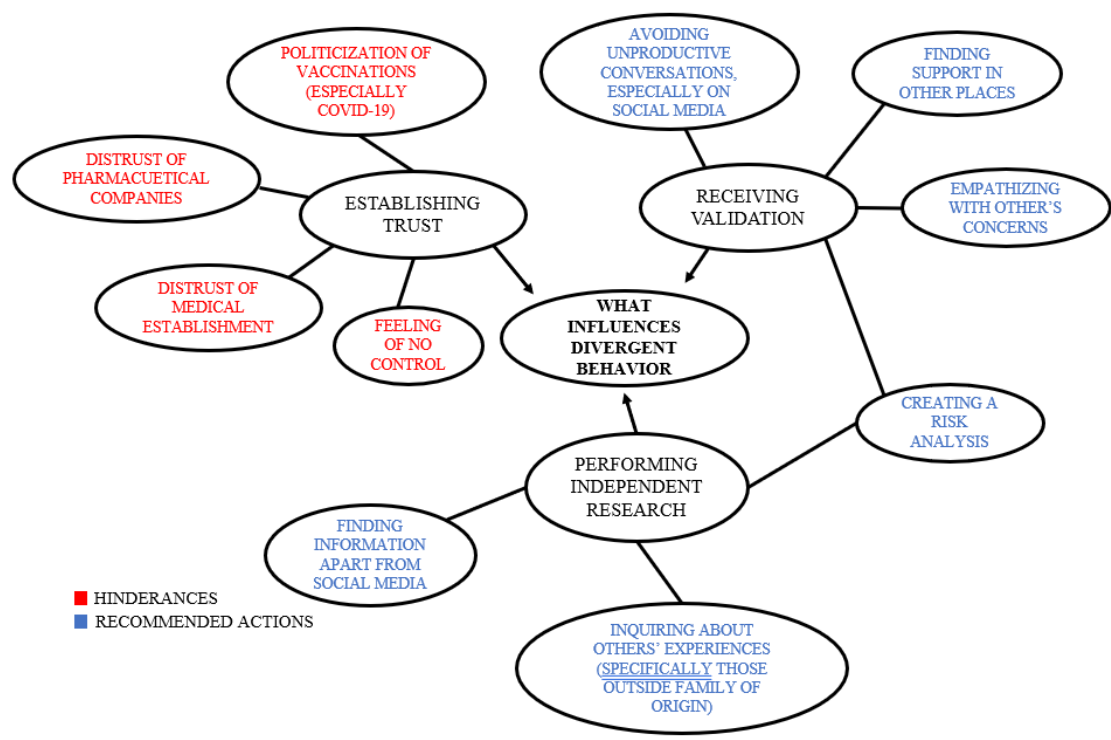 POLITICIZATION OF
VACCINATIONS
(ESPECIALLY
COVID-19)
AVOIDING
UNPRODUCTIVE
CONVERSATIONS,
ESPECIALLY ON
SOCIAL MEDIA
FINDING
SUPPORT IN
OTHER PLACES
DISTRUST OF
PHARMACUETICAL
COMPANIES
ESTABLISHING
TRUST
RECEIVING
VALIDATION
EMPATHIZING
WITH OTHER'S
CONCERNS
DISTRUST OF
MEDICAL
ESTABLISHMENT
FEELING
OF NO
CONTROL
WHAT
INFLUENCES
DIVERGENT
BEHAVIOR
CREATING A
RISK
ANALYSIS
PERFORMING
INDEPENDENT
RESEARCH
FINDING
INFORMATION
APART FROM
SOCIAL MEDIA
HINDERANCES
RECOMMENDED ACTIONS
INQUIRING ABOUT
OTHERS' EXPERIENCES
(SPECIFICALLY THOSE
OUTSIDE FAMILY OF
ORIGIN)